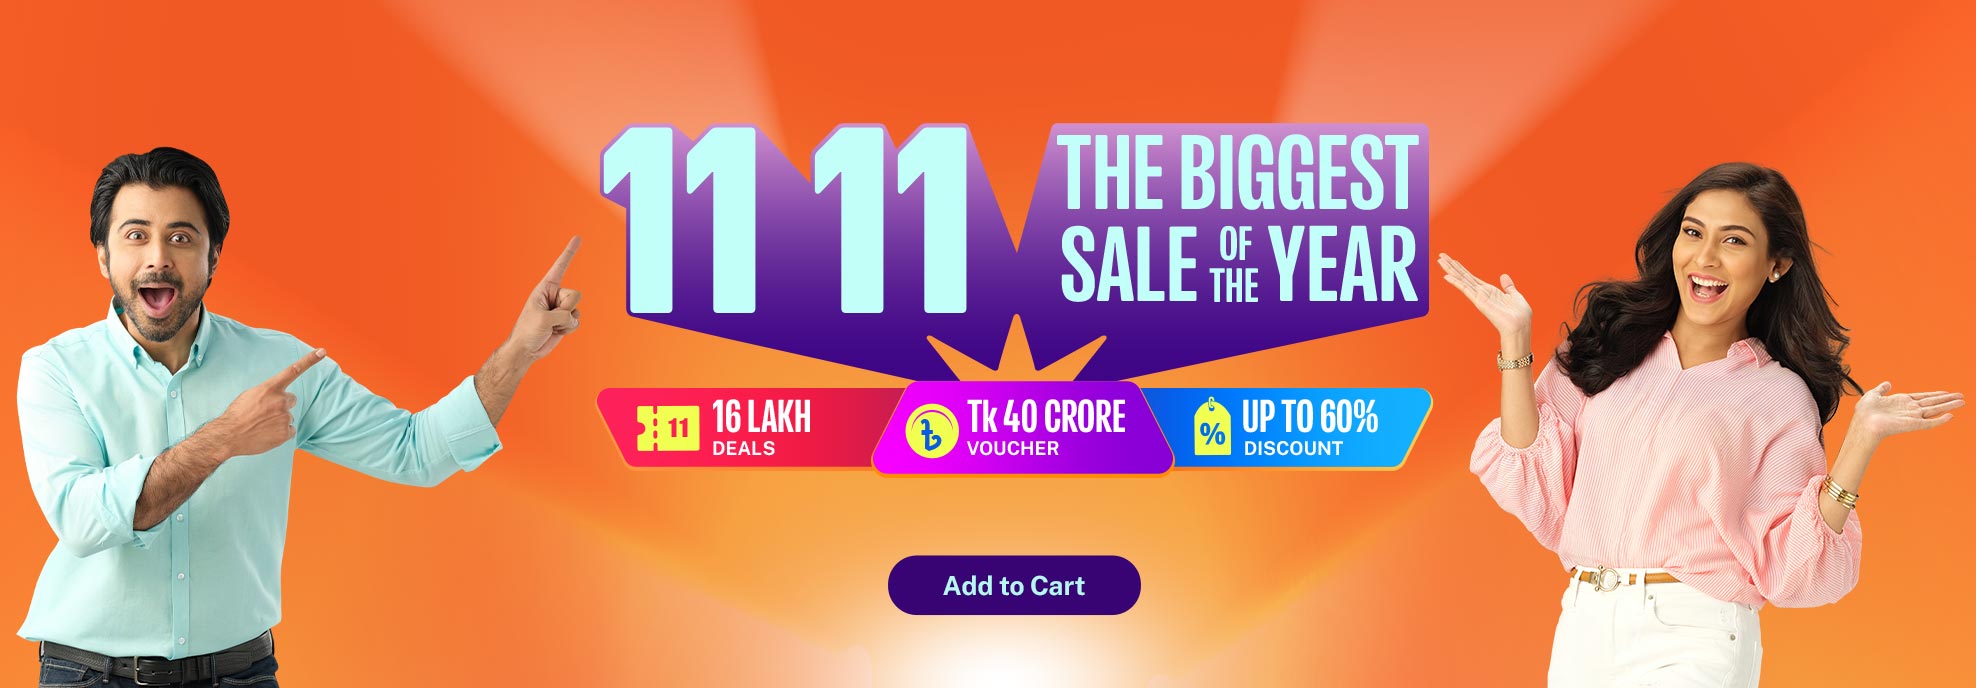 11 11
THE BIGGEST
SALE OF THE YEAR
11
16 LAKH
DEALS
৳
Tk 40 CRORE
VOUCHER
%
UP TO 60%
DISCOUNT
Add to Cart